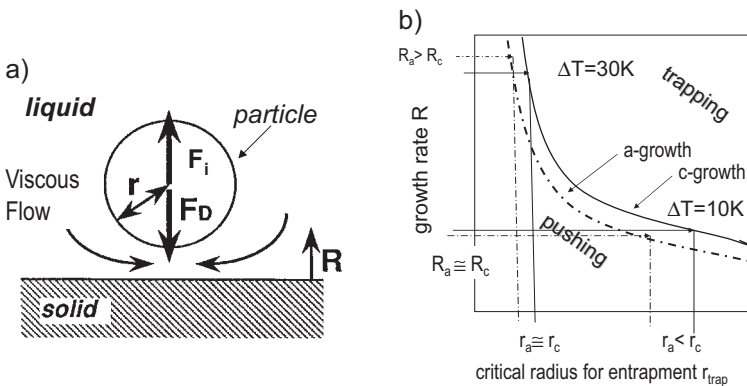 a)
liquid
particle
F_i
r
F_D
Viscous
Flow
R
solid
b)
R_a> R_c
ΔT=30K
trapping
a-growth
c-growth
growth rate R
ΔT=10K
pushing
R_a ≅ R_c
r_a≅ r_c
r_a< r_c
critical radius for entrapment r_trap